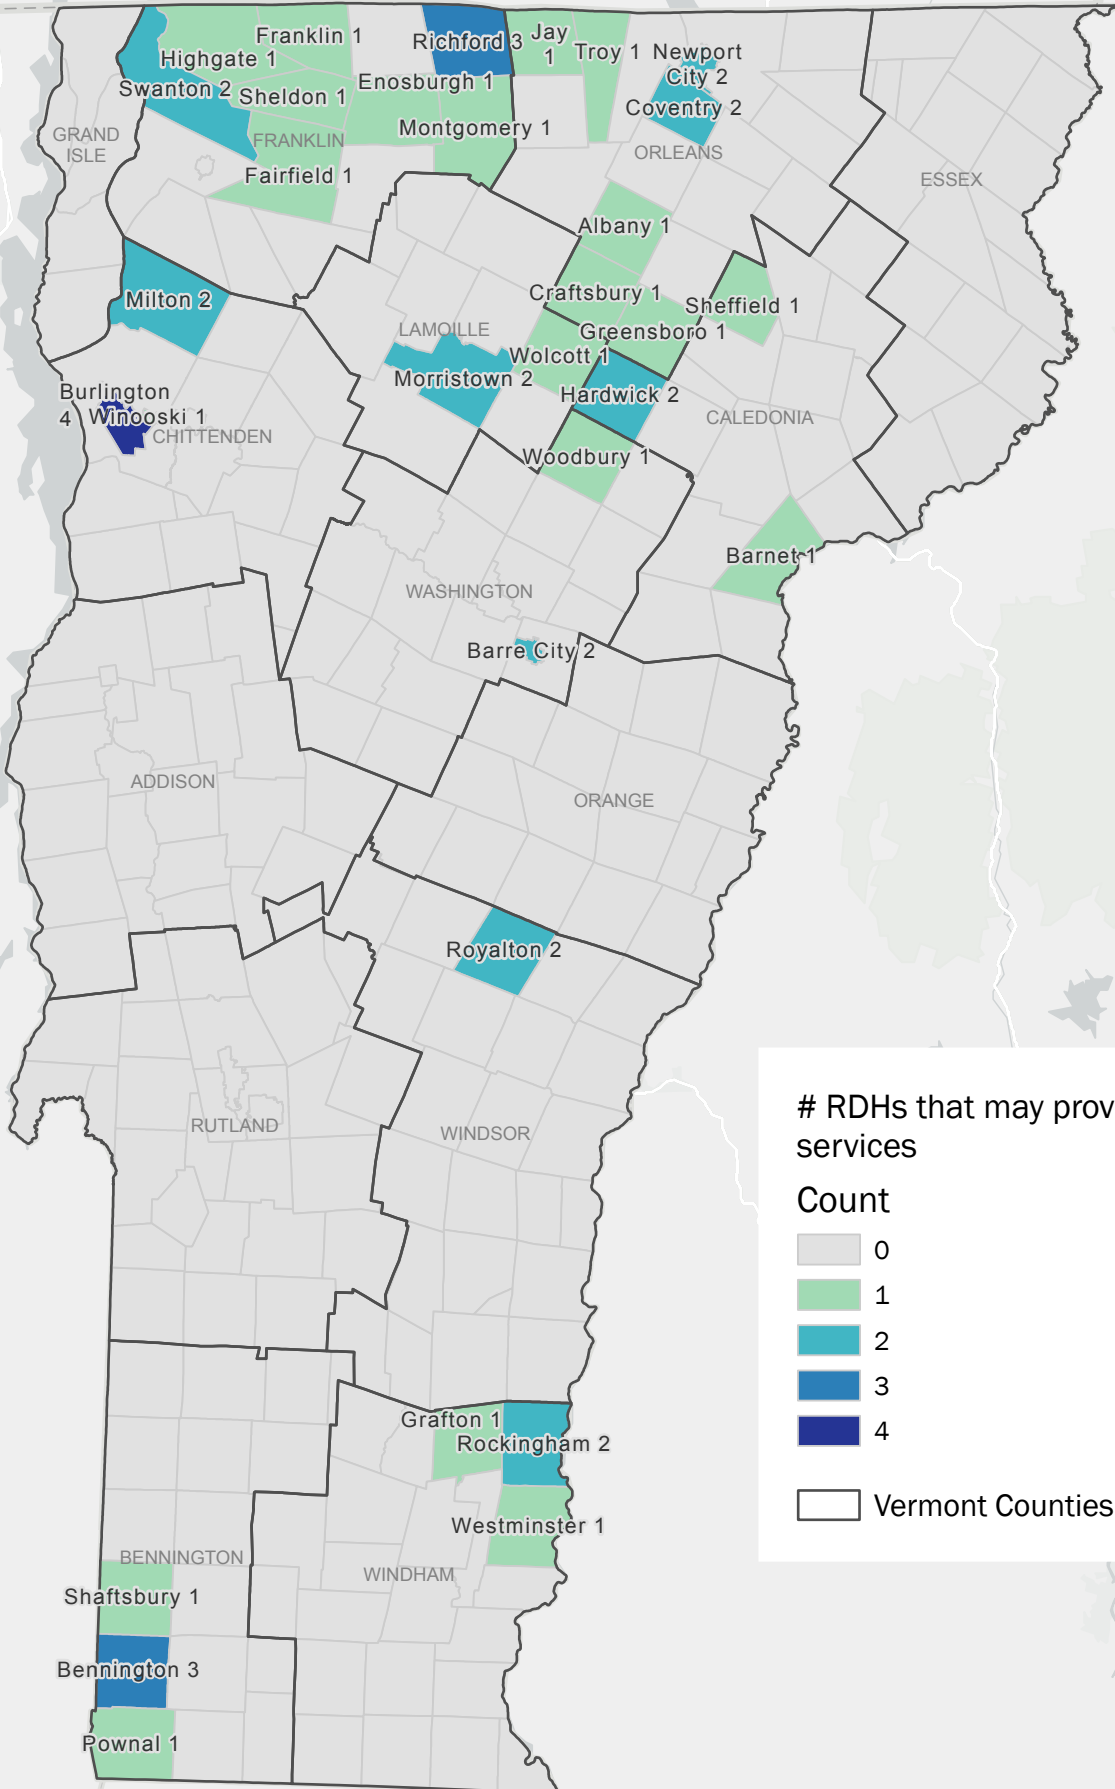 Franklin 1
Richford 3
Jay
1
Troy 1
Newport
City 2
Highgate 1
Enosburgh 1
Swanton 2
Sheldon 1
Coventry 2
GRAND
ISLE
FRANKLIN
Montgomery 1
ORLEANS
Fairfield 1
ESSEX
Albany 1
Milton 2
Craftsbury 1
Sheffield 1
LAMOILLE
Greensboro 1
Wolcott 1
Morristown 2
Hardwick 2
Burlington
4
Winooski 1
CHITTENDEN
CALEDONIA
Woodbury 1
Barnet 1
WASHINGTON
Barre City 2
ADDISON
ORANGE
Royalton 2
RUTLAND
WINDSOR
# RDHs that may prov
services
Count
0
1
2
3
4
Vermont Counties
Grafton 1
Rockingham 2
Westminster 1
BENNINGTON
WINDHAM
Shaftsbury 1
Bennington 3
Pownal 1